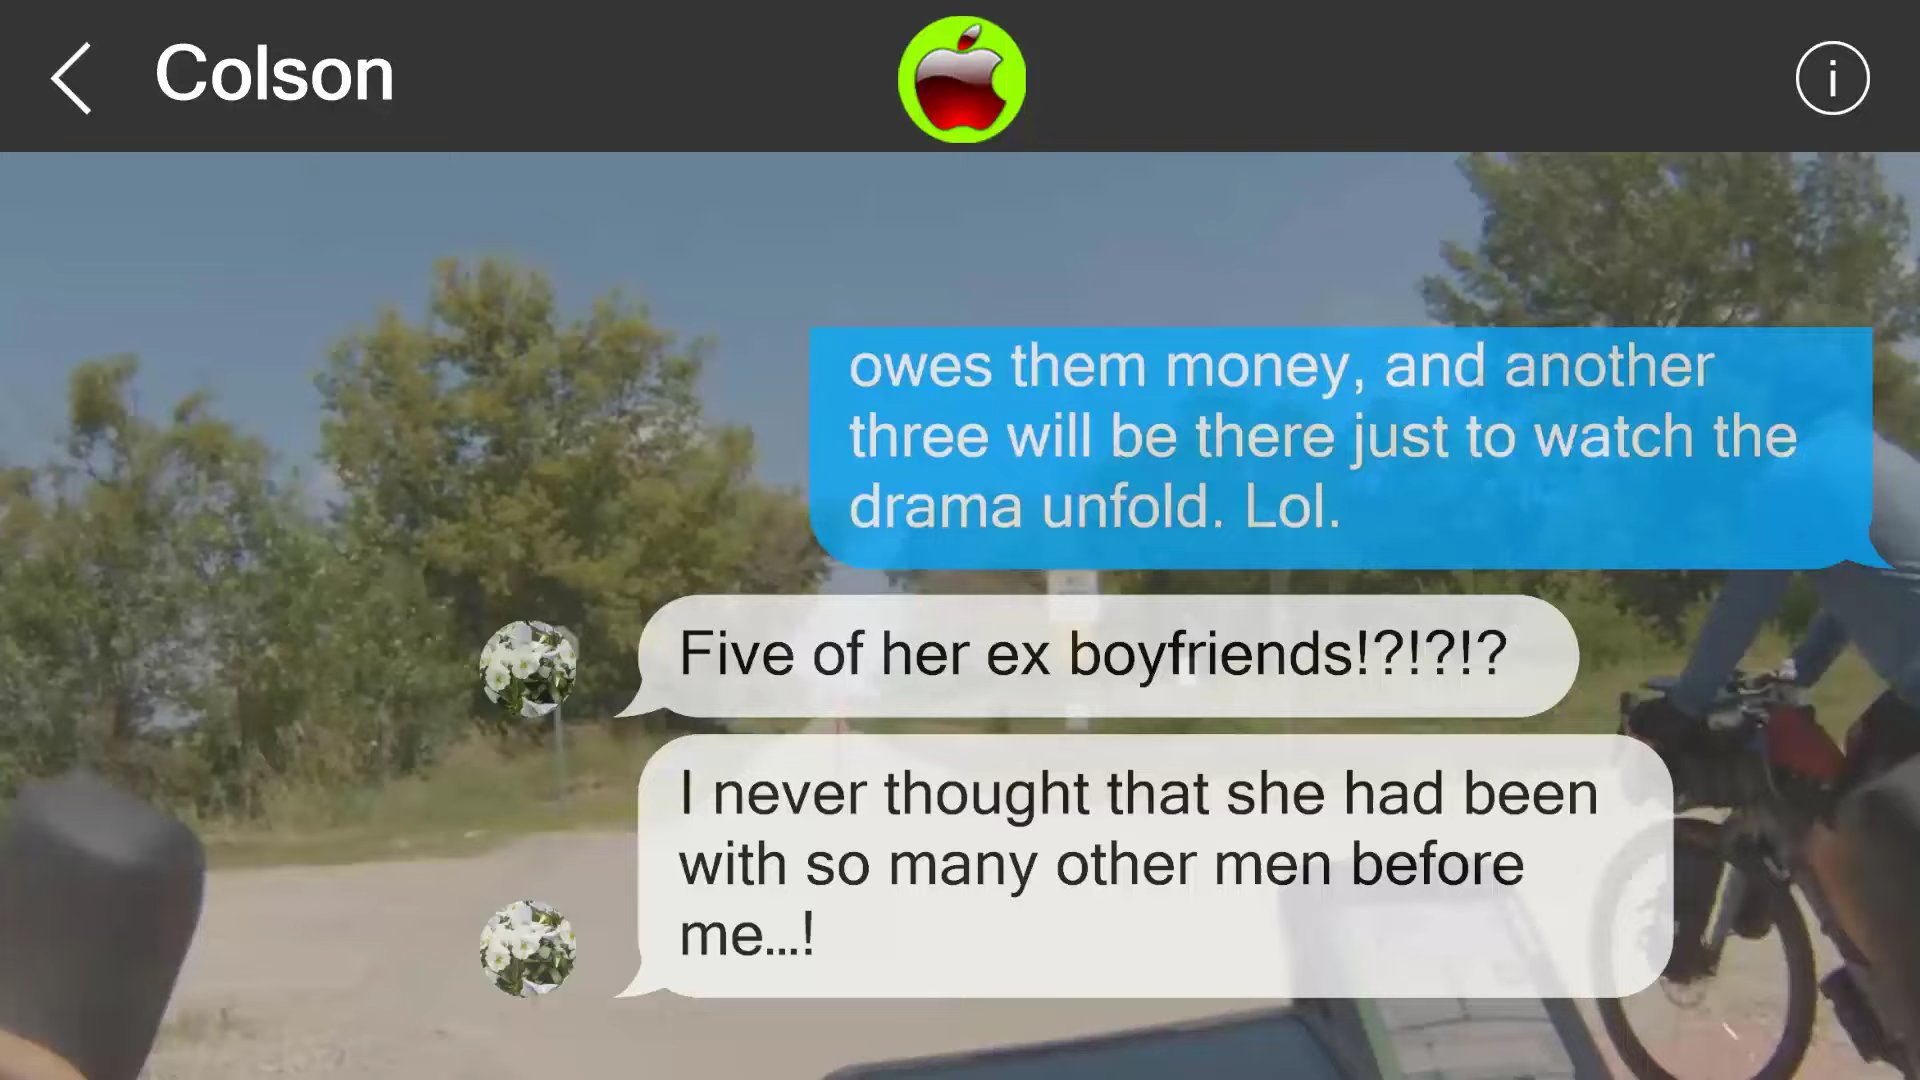 Colson
i
owes them money, and another
three will be there just to watch the
drama unfold. Lol.
Five of her ex boyfriends!?!?!?
I never thought that she had been
with so many other men before
me...!